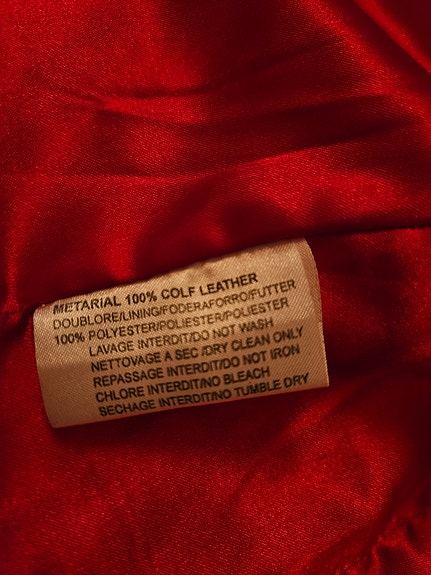 METARIAL 100% COLF LEATHER
DOUBLORE/LINING/FODERAFORRO/FUTTER
100% POLYESTER/POLIESTER/POLIESTER
LAVAGE INTERDIT/DO NOT WASH
NETTOVAGE A SEC /DRY CLEAN ONLY
REPASSAGE INTERDIT/DO NOT IRON
CHLORE INTERDIT/NO BLEACH
SECHAGE INTERDIT/NO TUMBLE DRY